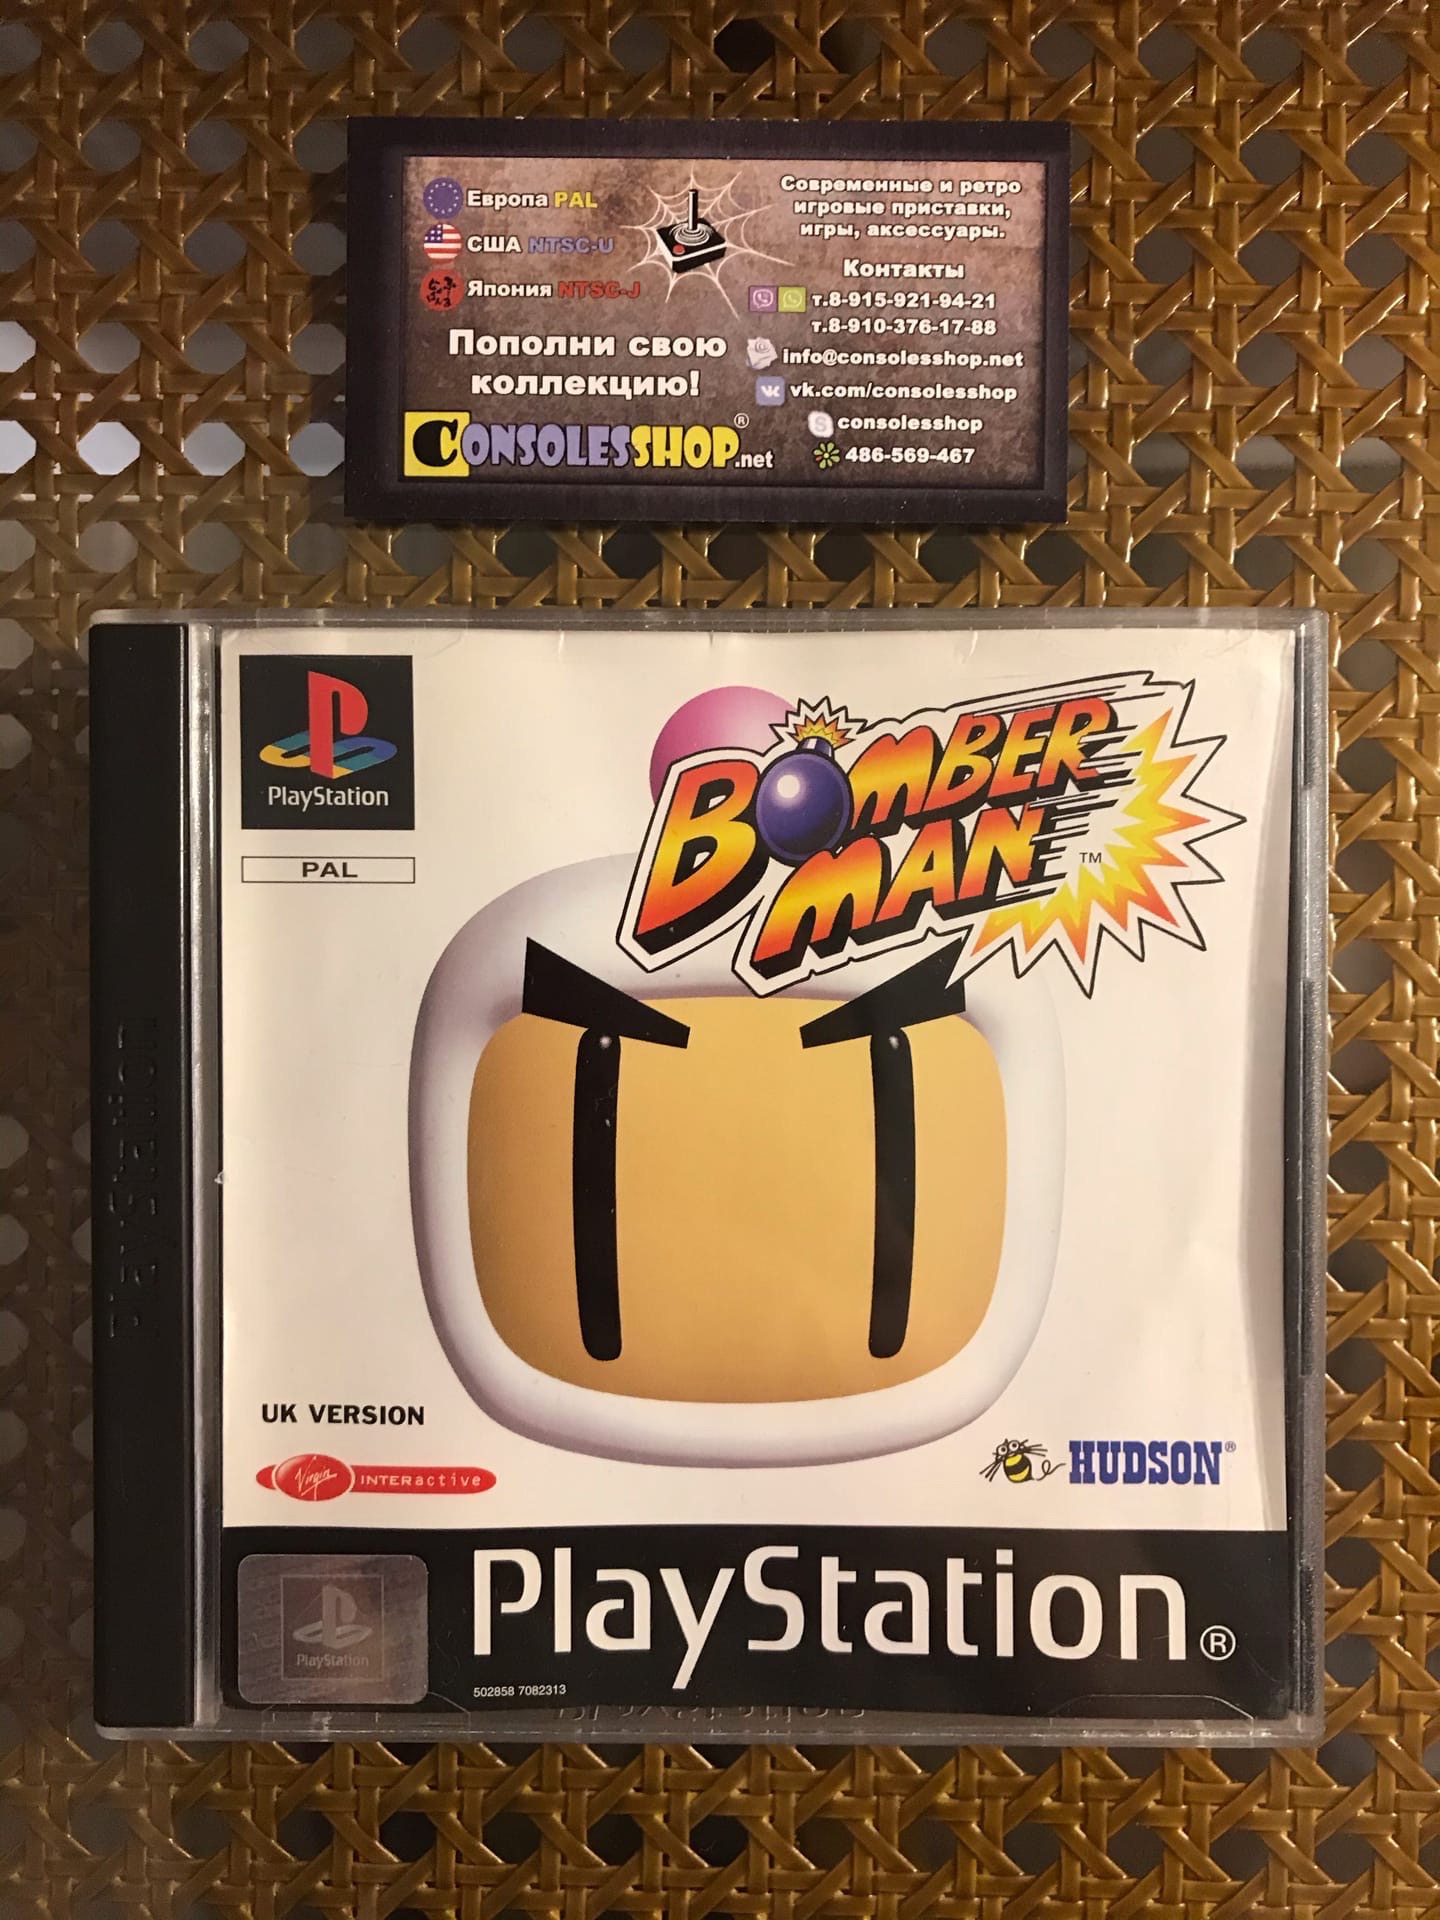 Европа PAL
США NTSC-U
Япония NTSC-J
Пополни свою
коллекцию!
CONSOLESSHOP.net
®
Современные и ретро
игровые приставки,
игры, аксессуары.
Контакты
т.8-915-921-94-21
т.8-910-376-17-88
info@consolesshop.net
vk.com/consolesshop
consolesshop
486-569-467
PlayStation
PlayStation
PAL
BOMBER
MAN
TM
UK VERSION
Virgin INTERactive
HUDSON®
PlayStation
PlayStation®
502858 7082313